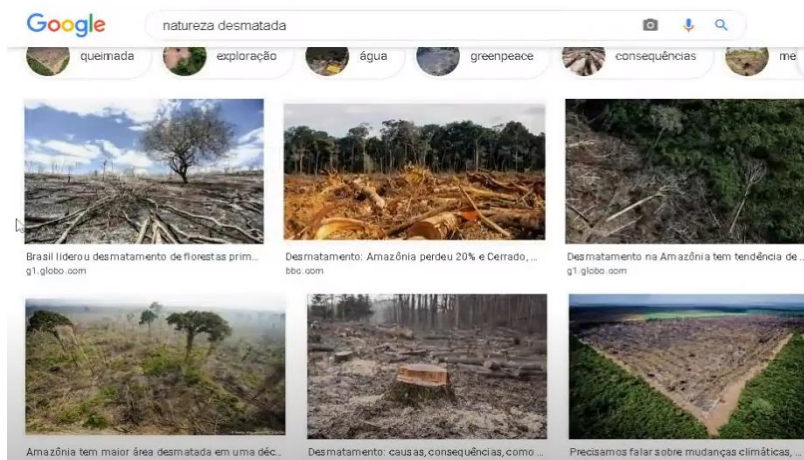 Google
natureza desmatada
queimada
exploração
água
greenpeace
consequências
me
Brasil liderou desmatamento de florestas prim...
g1.globo.com
Desmatamento: Amazônia perdeu 20% e Cerrado, ...
bbc.com
Desmatamento na Amazônia tem tendência de ...
g1.globo.com
Amazônia tem maior área desmatada em uma déc...
Desmatamento: causas, consequências, como ...
Precisamos falar sobre mudanças climáticas, ...